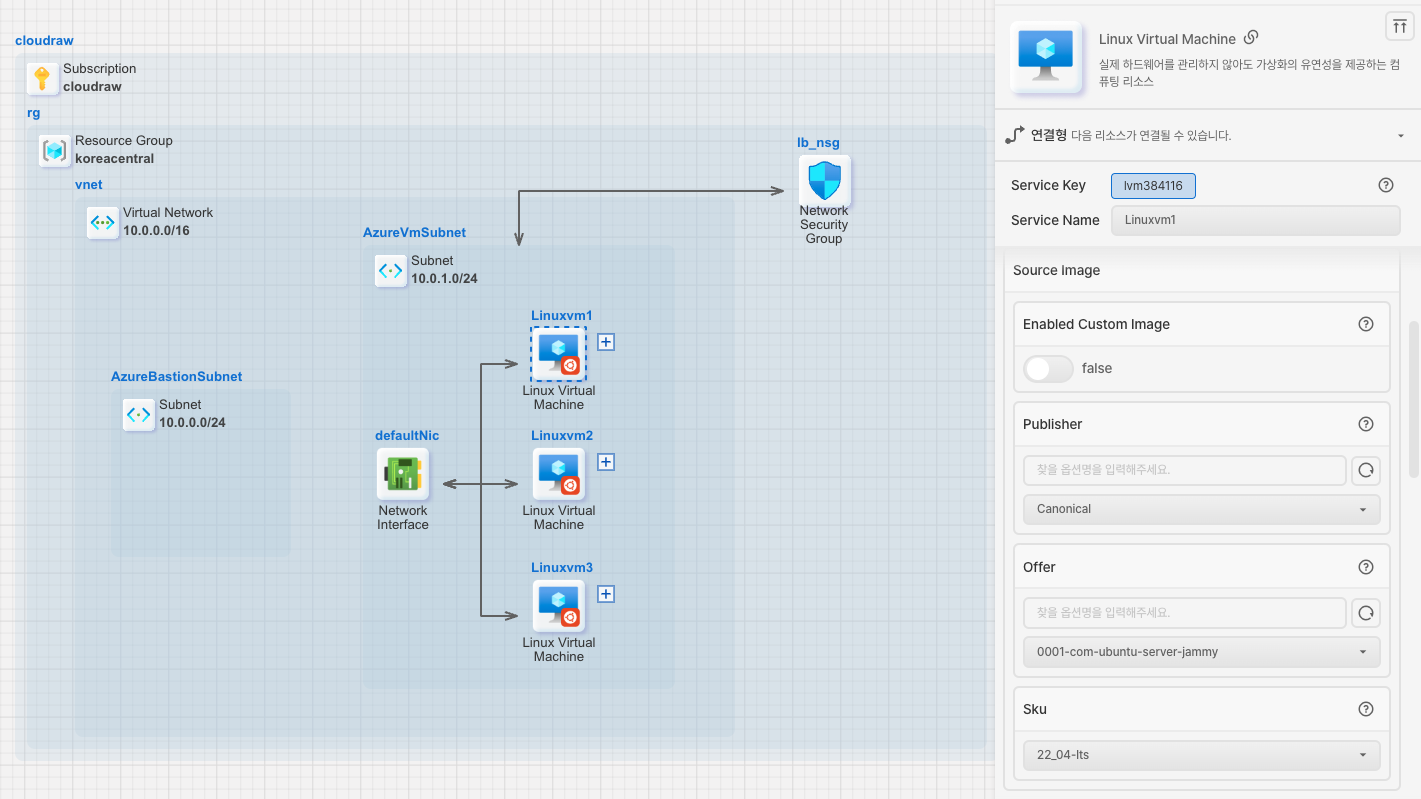 cloudraw
Subscription
cloudraw
rg
Resource Group
koreacentral
vnet
Virtual Network
10.0.0.0/16
AzureBastionSubnet
Subnet
10.0.0.0/24
AzureVmSubnet
Subnet
10.0.1.0/24
lb_nsg
Network
Security
Group
Linuxvm1
Linux Virtual
Machine
defaultNic
Network
Interface
Linuxvm2
Linux Virtual
Machine
Linuxvm3
Linux Virtual
Machine
Linux Virtual Machine
실제 하드웨어를 관리하지 않아도 가상화의 유연성을 제공하는 컴
퓨팅 리소스
연결형 다음 리소스가 연결될 수 있습니다.
Service Key lvm384116
Service Name Linuxvm1
Source Image
Enabled Custom Image
false
Publisher
찾을 옵션명을 입력해주세요.
Canonical
Offer
찾을 옵션명을 입력해주세요.
0001-com-ubuntu-server-jammy
Sku
22_04-lts